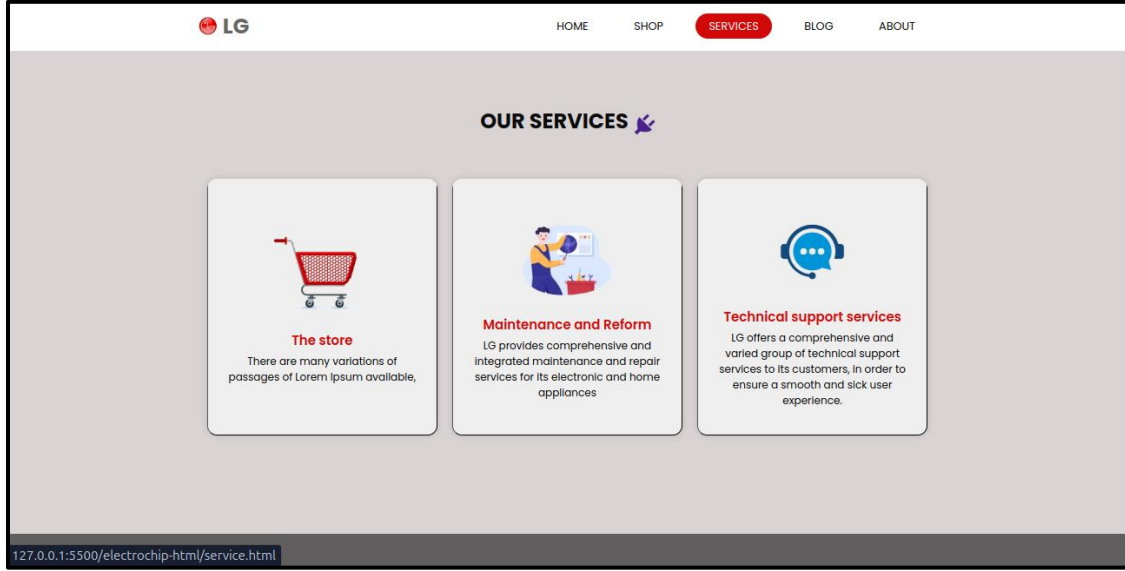 LG
HOME SHOP SERVICES BLOG ABOUT
OUR SERVICES
The store
There are many variations of
passages of Lorem Ipsum available,
Maintenance and Reform
LG provides comprehensive and
integrated maintenance and repair
services for its electronic and home
appliances
Technical support services
LG offers a comprehensive and
varied group of technical support
services to its customers, in order to
ensure a smooth and sick user
experience.
127.0.0.1:5500/electrochip-html/service.html